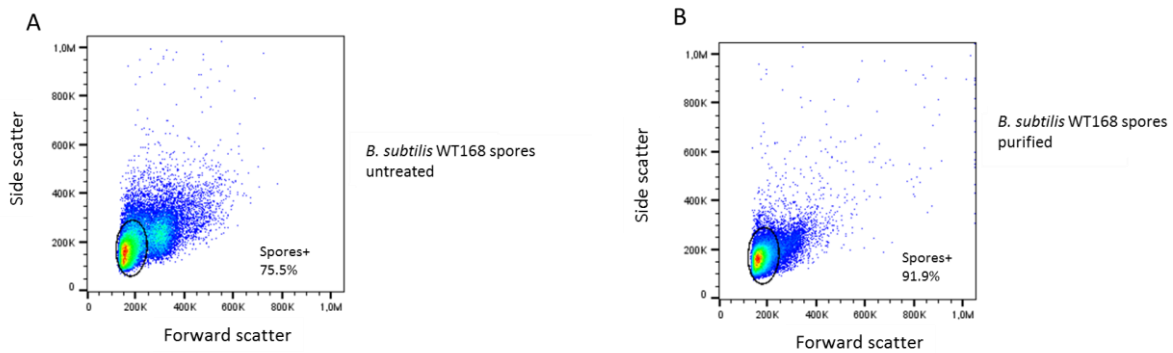 A
1,0M
800K
600K
400K
200K
0
Side scatter
Spores+
75.5%
0 200K 400K 600K 800K 1,0M
Forward scatter
B. subtilis WT168 spores
untreated
B
1,0M
800K
600K
400K
200K
0
Side scatter
Spores+
91.9%
0 200K 400K 600K 800K 1,0M
Forward scatter
B. subtilis WT168 spores
purified